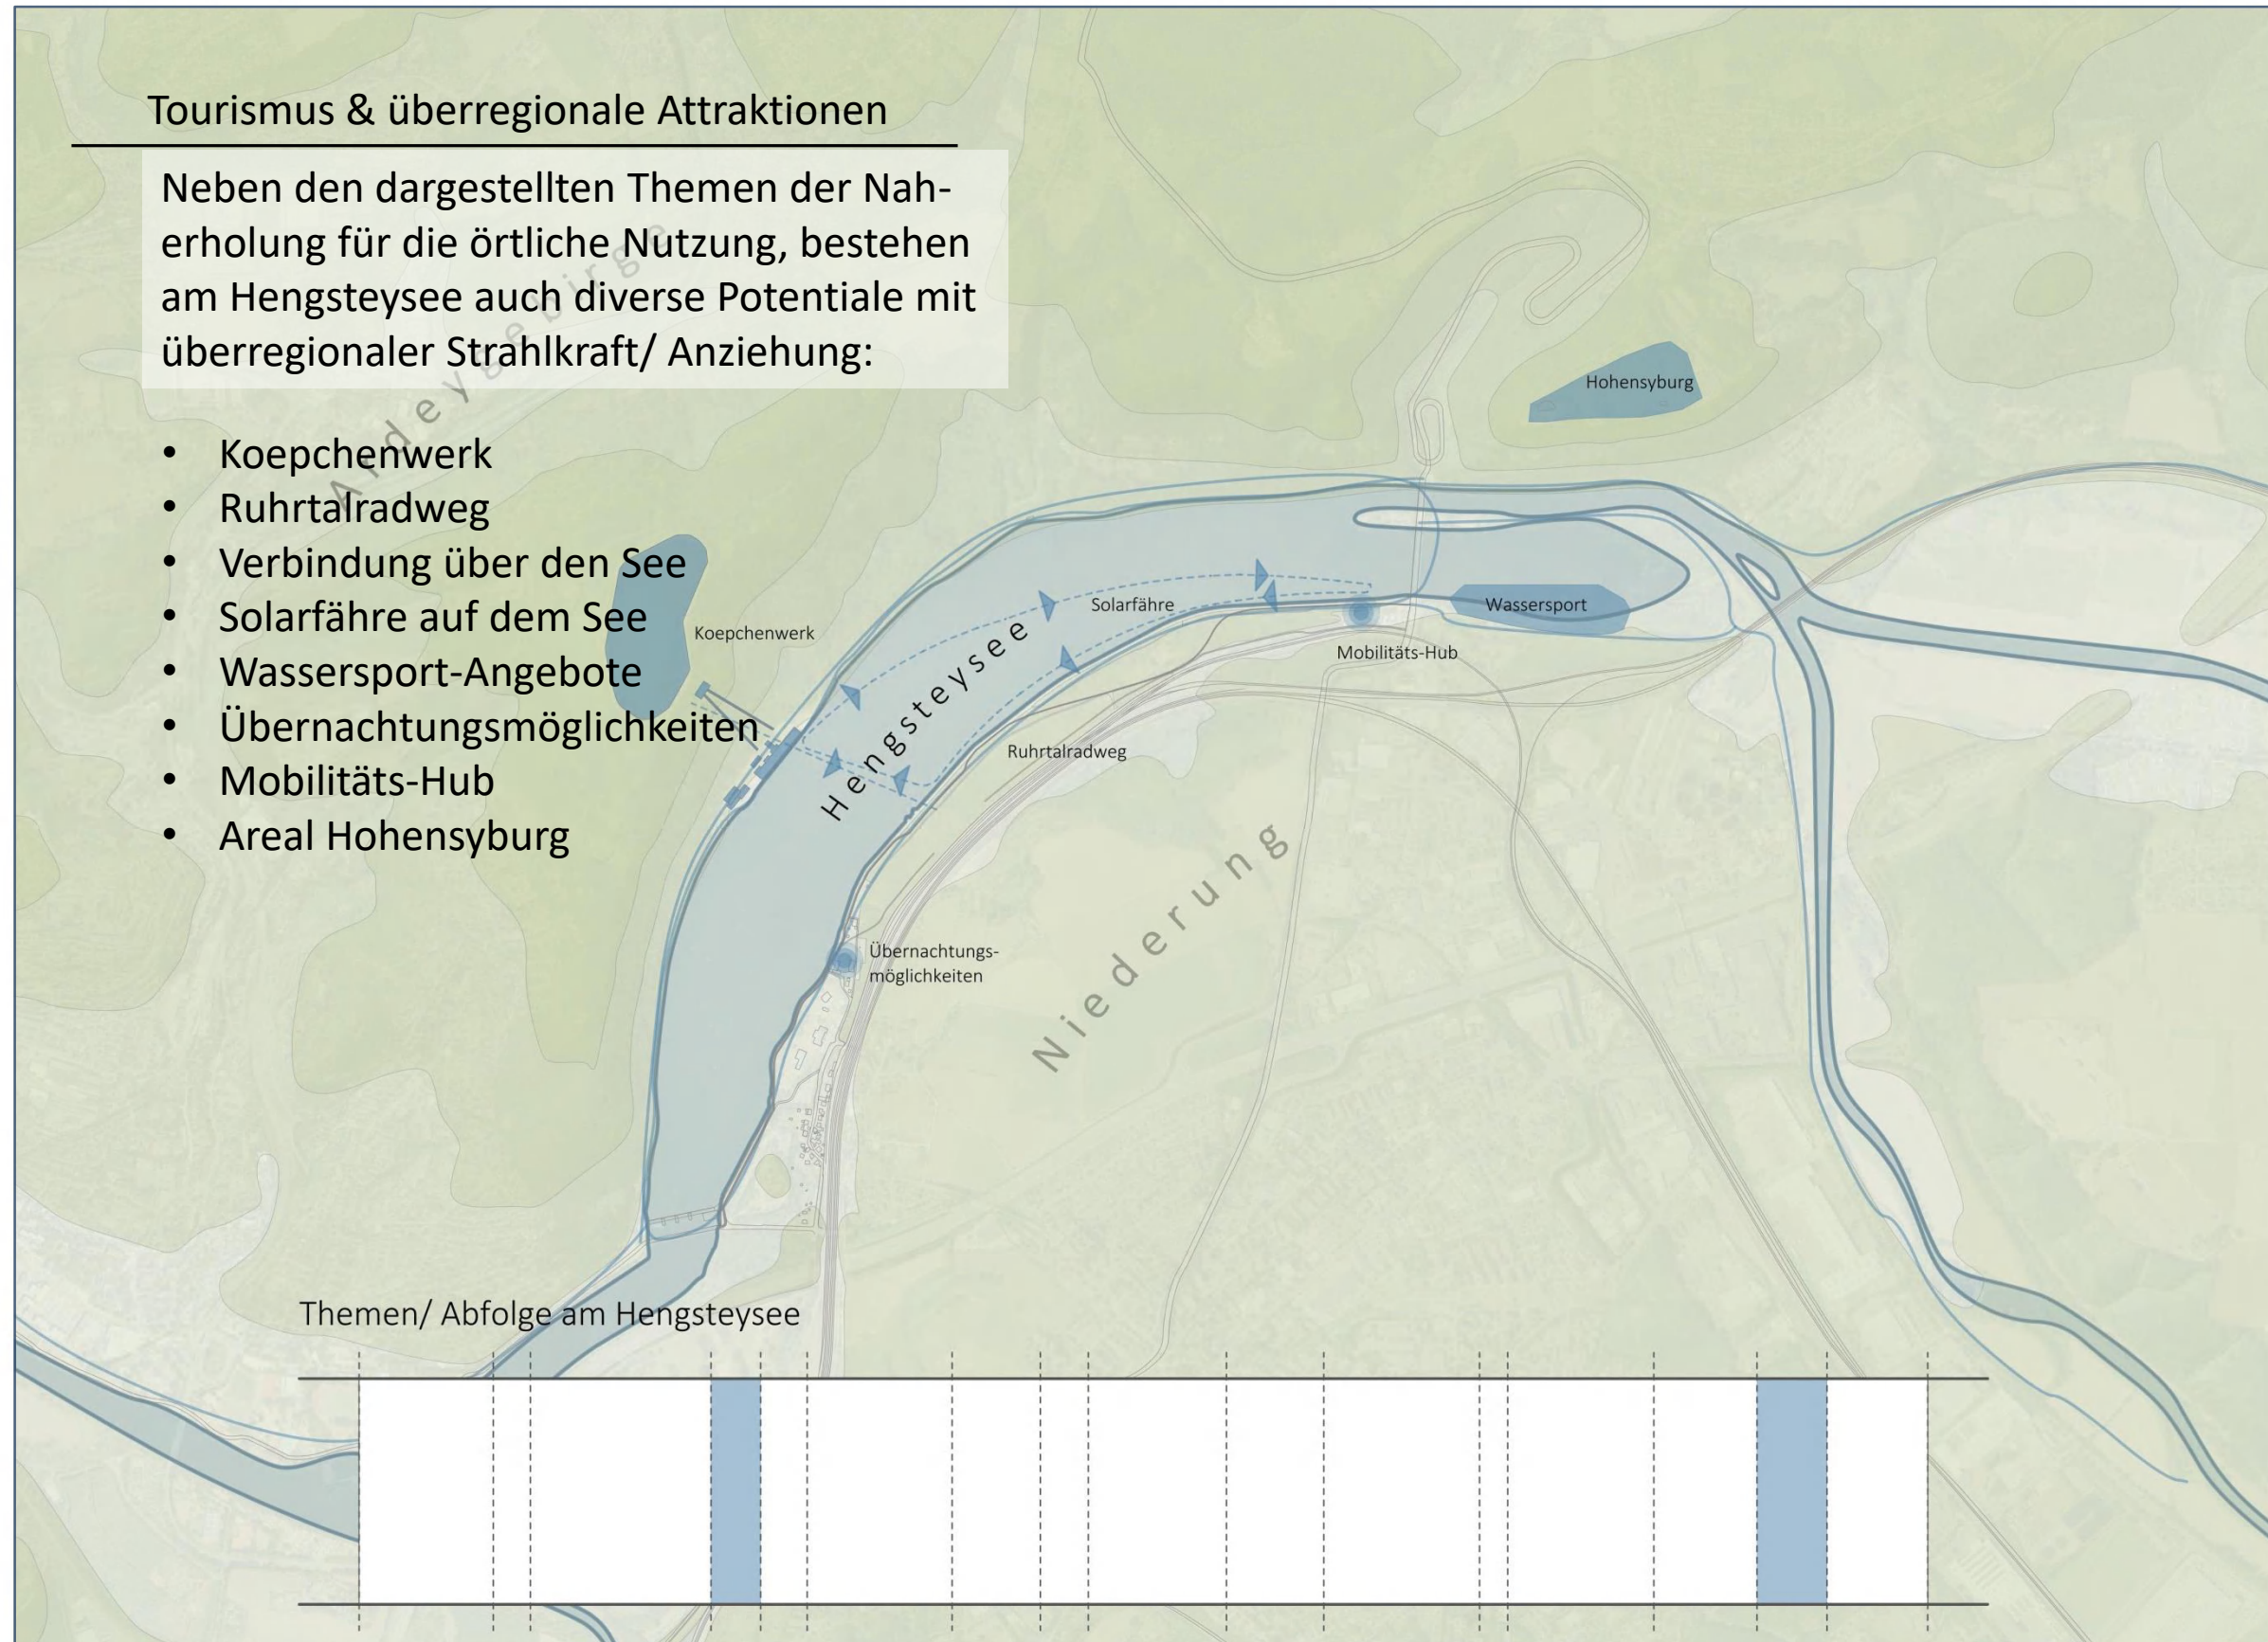 Tourismus & überregionale Attraktionen
Neben den dargestellten Themen der Nah-
erholung für die örtliche Nutzung, bestehen
am Hengsteysee auch diverse Potentiale mit
überregionaler Strahlkraft/ Anziehung:
Ardeygebirge
• Koepchenwerk
• Ruhrtalradweg
• Verbindung über den See
• Solarfähre auf dem See
• Wassersport-Angebote
• Übernachtungsmöglichkeiten
• Mobilitäts-Hub
• Areal Hohensyburg
Hohensyburg
Koepchenwerk
Solarfähre
Wassersport
Mobilitäts-Hub
Hengsteysee
Ruhrtalradweg
Niederung
Übernachtungs-
möglichkeiten
Themen/ Abfolge am Hengsteysee